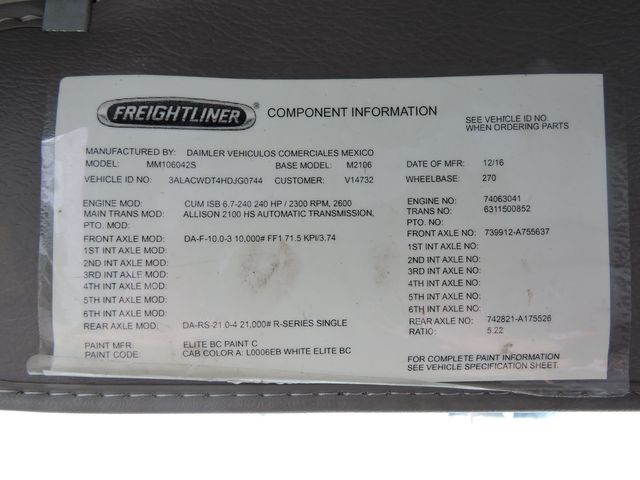 FREIGHTLINER® COMPONENT INFORMATION
SEE VEHICLE ID NO.
WHEN ORDERING PARTS
MANUFACTURED BY: DAIMLER VEHICULOS COMERCIALES MEXICO
MODEL: MM106042S BASE MODEL: M2106 DATE OF MFR: 12/16
VEHICLE ID NO: 3ALACWDT4HDJG0744 CUSTOMER: V14732 WHEELBASE: 270
ENGINE MOD: CUM ISB 6.7-240 240 HP / 2300 RPM, 2600 ENGINE NO: 74063041
MAIN TRANS MOD: ALLISON 2100 HS AUTOMATIC TRANSMISSION, TRANS NO: 6311500852
PTO. MOD: PTO. NO:
FRONT AXLE MOD: DA-F-10.0-3 10,000# FF1 71.5 KPI/3.74 FRONT AXLE NO: 739912-A755637
1ST INT AXLE MOD: 1ST INT AXLE NO:
2ND INT AXLE MOD: 2ND INT AXLE NO:
3RD INT AXLE MOD: 3RD INT AXLE NO:
4TH INT AXLE MOD: 4TH INT AXLE NO:
5TH INT AXLE MOD: 5TH INT AXLE NO:
6TH INT AXLE MOD: 6TH INT AXLE NO:
REAR AXLE MOD: DA-RS-21.0-4 21,000# R-SERIES SINGLE REAR AXLE NO: 742821-A175526
RATIO: 5.22
PAINT MFR: ELITE BC PAINT C
PAINT CODE: CAB COLOR A: L0006EB WHITE ELITE BC
FOR COMPLETE PAINT INFORMATION
SEE VEHICLE SPECIFICATION SHEET.